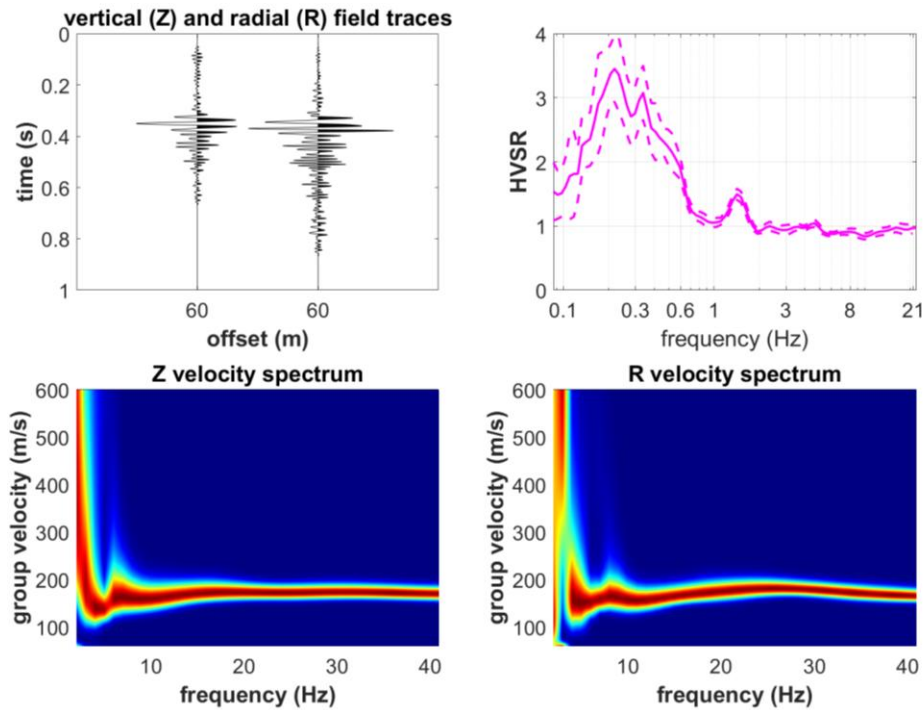 vertical (Z) and radial (R) field traces
0
0.2
0.4
0.6
0.8
1
time (s)
60 60
offset (m)
4
3
2
1
0
HVSR
0.1 0.3 0.6 1 3 8 21
frequency (Hz)
Z velocity spectrum
600
500
400
300
200
100
group velocity (m/s)
10 20 30 40
frequency (Hz)
R velocity spectrum
600
500
400
300
200
100
group velocity (m/s)
10 20 30 40
frequency (Hz)